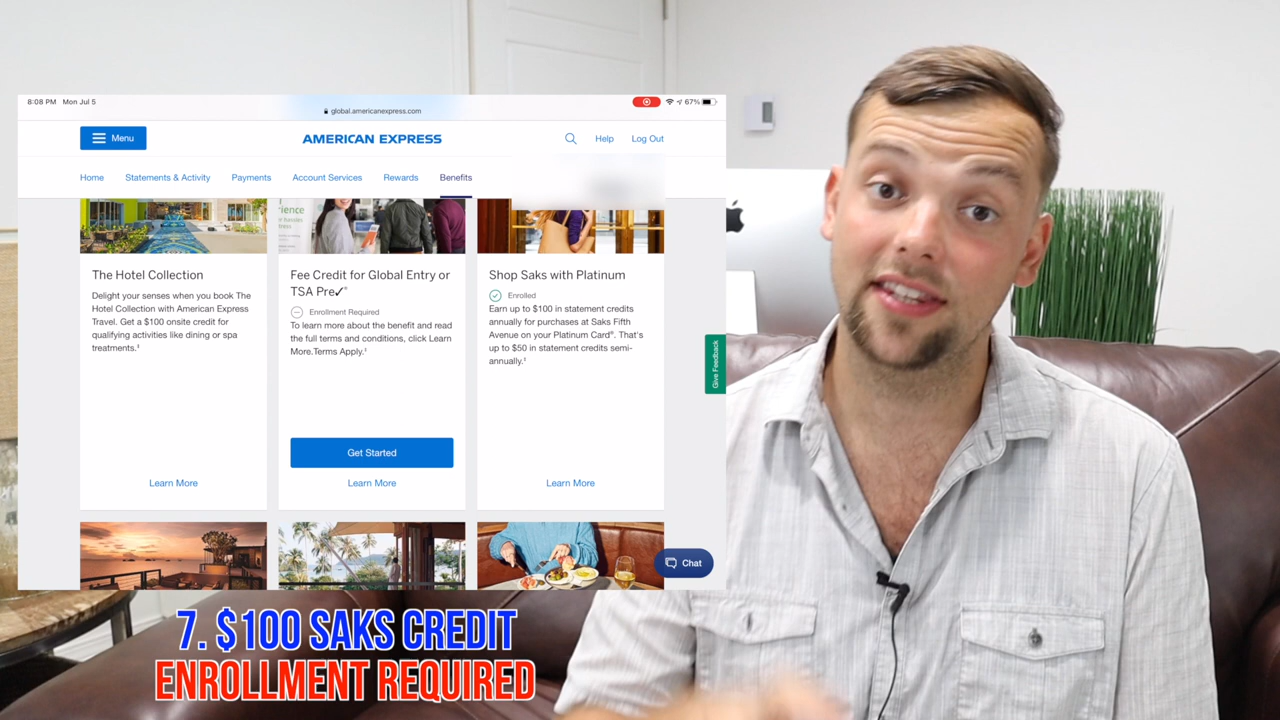 8:08 PM Mon Jul 5
global.americanexpress.com
67%
Menu
AMERICAN EXPRESS
Help
Log Out
Home
Statements & Activity
Payments
Account Services
Rewards
Benefits
The Hotel Collection
Delight your senses when you book The
Hotel Collection with American Express
Travel. Get a $100 onsite credit for
qualifying activities like dining or spa
treatments.‡
Learn More
Fee Credit for Global Entry or
TSA Pre✓®
Enrollment Required
To learn more about the benefit and read
the full terms and conditions, click Learn
More.Terms Apply.‡
Get Started
Learn More
Shop Saks with Platinum
Enrolled
Earn up to $100 in statement credits
annually for purchases at Saks Fifth
Avenue on your Platinum Card®. That's
up to $50 in statement credits semi-
annually.‡
Learn More
Give Feedback
Chat
7. $100 SAKS CREDIT
ENROLLMENT REQUIRED